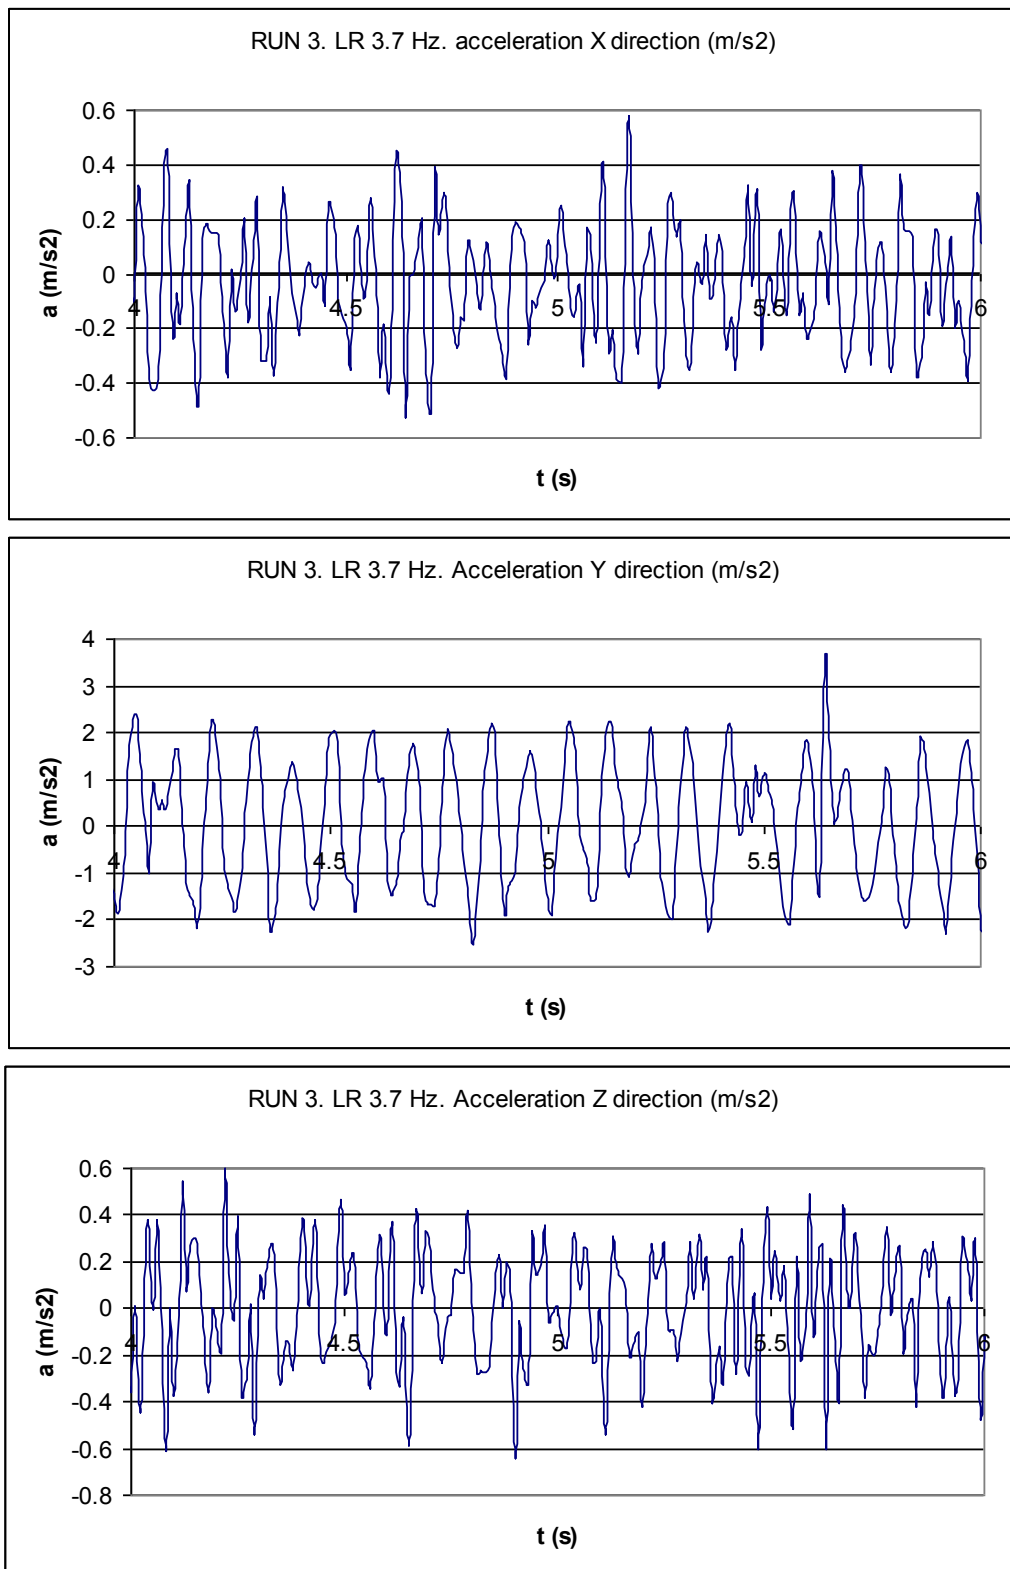 RUN 3. LR 3.7 Hz. acceleration X direction (m/s2)
0.6
0.4
0.2
0
-0.2
-0.4
-0.6
4 4.5 5 5.5 6
a (m/s2)
t (s)
RUN 3. LR 3.7 Hz. Acceleration Y direction (m/s2)
4
3
2
1
0
-1
-2
-3
4 4.5 5 5.5 6
a (m/s2)
t (s)
RUN 3. LR 3.7 Hz. Acceleration Z direction (m/s2)
0.6
0.4
0.2
0
-0.2
-0.4
-0.6
-0.8
4 4.5 5 5.5 6
a (m/s2)
t (s)